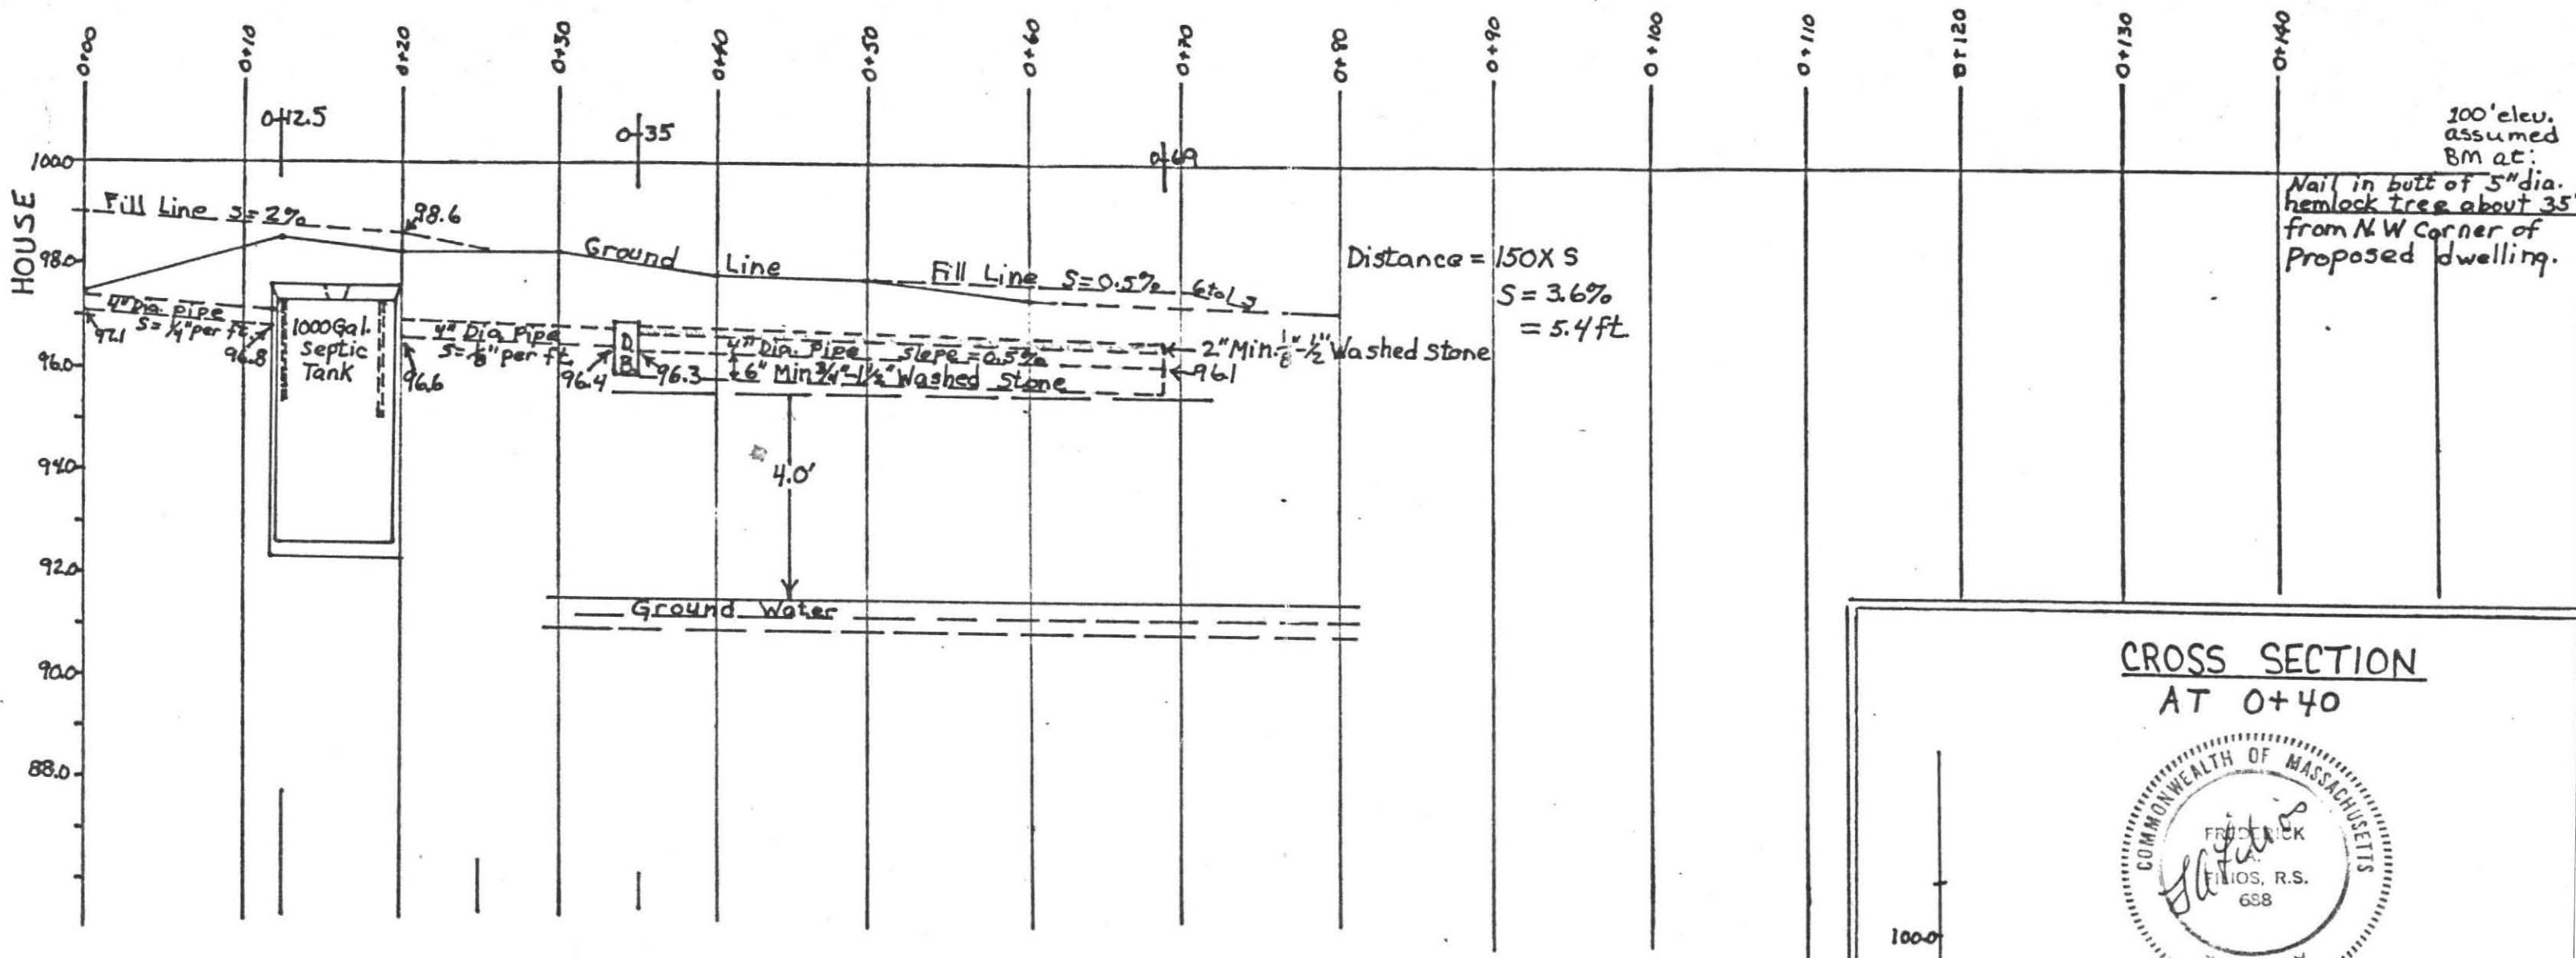 0+00
0+10
0+20
0+30
0+40
0+50
0+60
0+70
0+80
0+90
0+100
0+110
0+120
0+130
0+140
0+12.5
0+35
0+69
100.0
98.0
96.0
94.0
92.0
90.0
88.0
HOUSE
100' elev.
assumed
BM at:
Nail in butt of 5" dia.
hemlock tree about 35'
from N.W Corner of
Proposed dwelling.
Fill Line S=2%
98.6
Ground Line
Fill Line S=0.5%
Distance = 150 X S
S = 3.6%
= 5.4 ft.
4" Dia. pipe
S= 1/4" per ft.
97.1
96.8
1000 Gal.
Septic
Tank
4" Dia Pipe
S= 1/8" per ft.
96.6
96.4
D
B
96.3
4" Dia. Pipe slope = 0.5%
6" Min 3/4"-1 1/2" Washed Stone
2" Min. 1/8"-1/2" Washed Stone
96.1
4.0'
Ground Water
CROSS SECTION
AT 0+40
COMMONWEALTH OF MASSACHUSETTS
FREDERICK
A.
FILIOS, R.S.
688
100.0